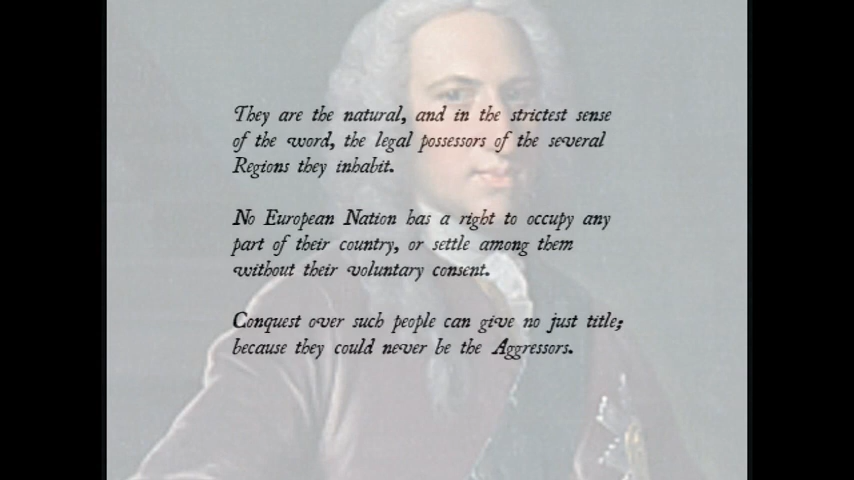 They are the natural, and in the strictest sense
of the word, the legal possessors of the several
Regions they inhabit.
No European Nation has a right to occupy any
part of their country, or settle among them
without their voluntary consent.
Conquest over such people can give no just title;
because they could never be the Aggressors.